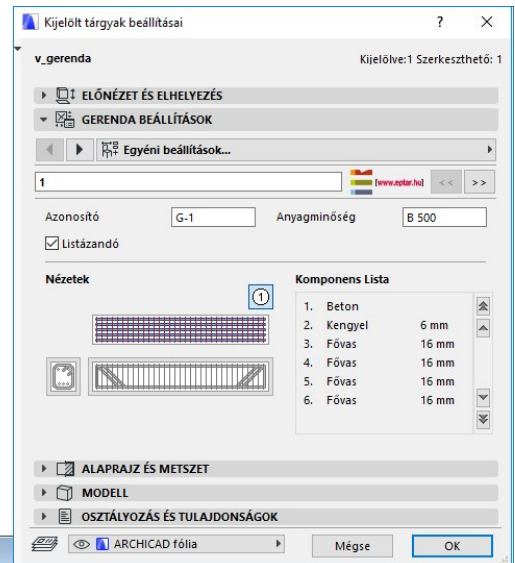 Kijelölt tárgyak beállításai
v_gerenda Kijelölve:1 Szerkeszthető: 1
ELŐNÉZET ÉS ELHELYEZÉS
GERENDA BEÁLLÍTÁSOK
Egyéni beállítások...
1 [www.eptar.hu] << >>
Azonosító G-1 Anyagminőség B 500
Listázandó
Nézetek Komponens Lista
1
1. Beton
2. Kengyel 6 mm
3. Fővas 16 mm
4. Fővas 16 mm
5. Fővas 16 mm
6. Fővas 16 mm
ALAPRAJZ ÉS METSZET
MODELL
OSZTÁLYOZÁS ÉS TULAJDONSÁGOK
ARCHICAD fólia Mégse OK